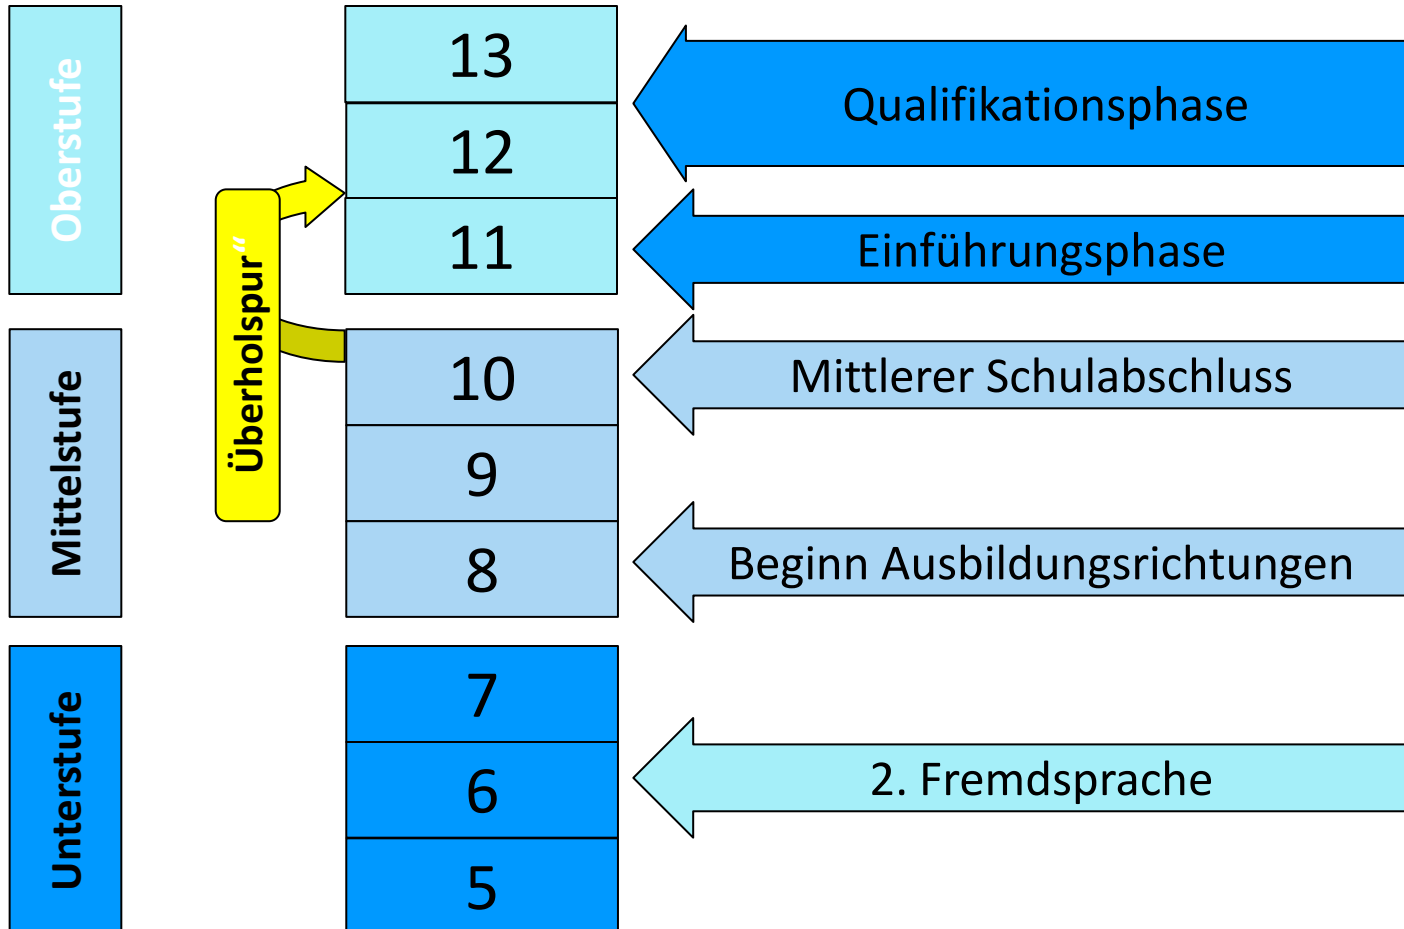 Oberstufe
13
12
11
Qualifikationsphase
Einführungsphase
Überholspur“
Mittelstufe
10
9
8
Mittlerer Schulabschluss
Beginn Ausbildungsrichtungen
Unterstufe
7
6
5
2. Fremdsprache